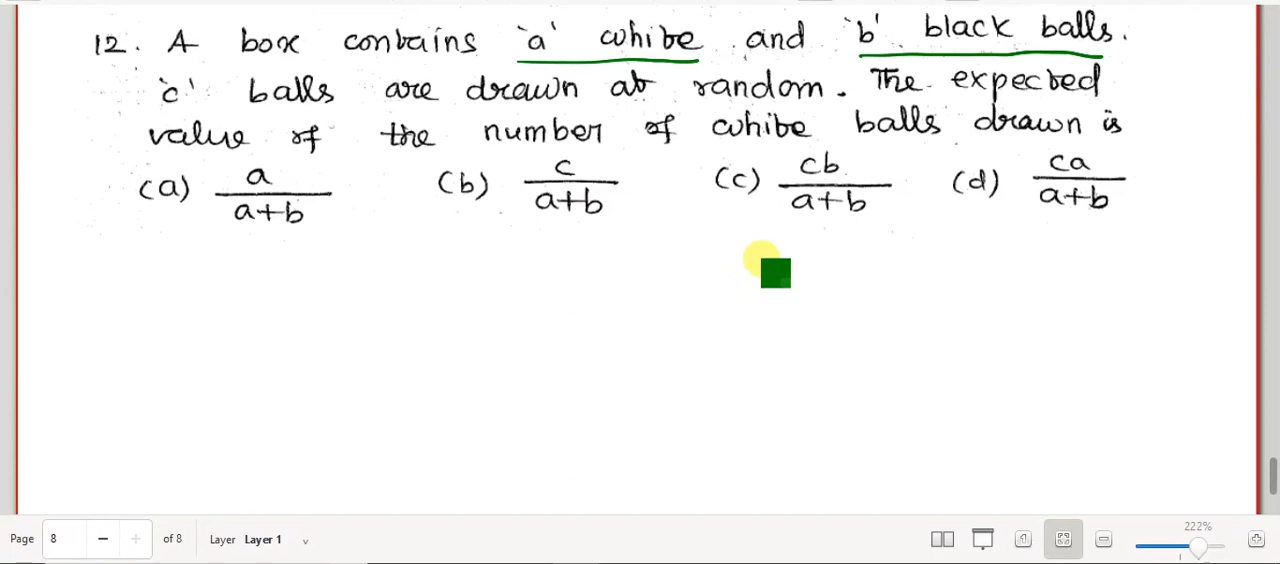 12. A box contains 'a' white and 'b' black balls.
'c' balls are drawn at random. The expected
value of the number of white balls drawn is
(a) a/(a+b) (b) c/(a+b) (c) cb/(a+b) (d) ca/(a+b)
Page 8 of 8 Layer Layer 1 222%